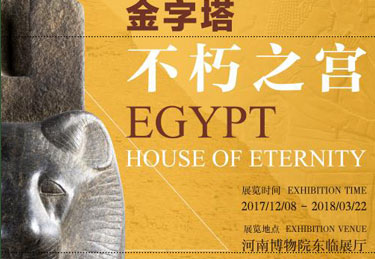 金字塔
不朽之宫
EGYPT
HOUSE OF ETERNITY
展览时间 EXHIBITION TIME
2017/12/08 - 2018/03/22
展览地点 EXHIBITION VENUE
河南博物院东临展厅